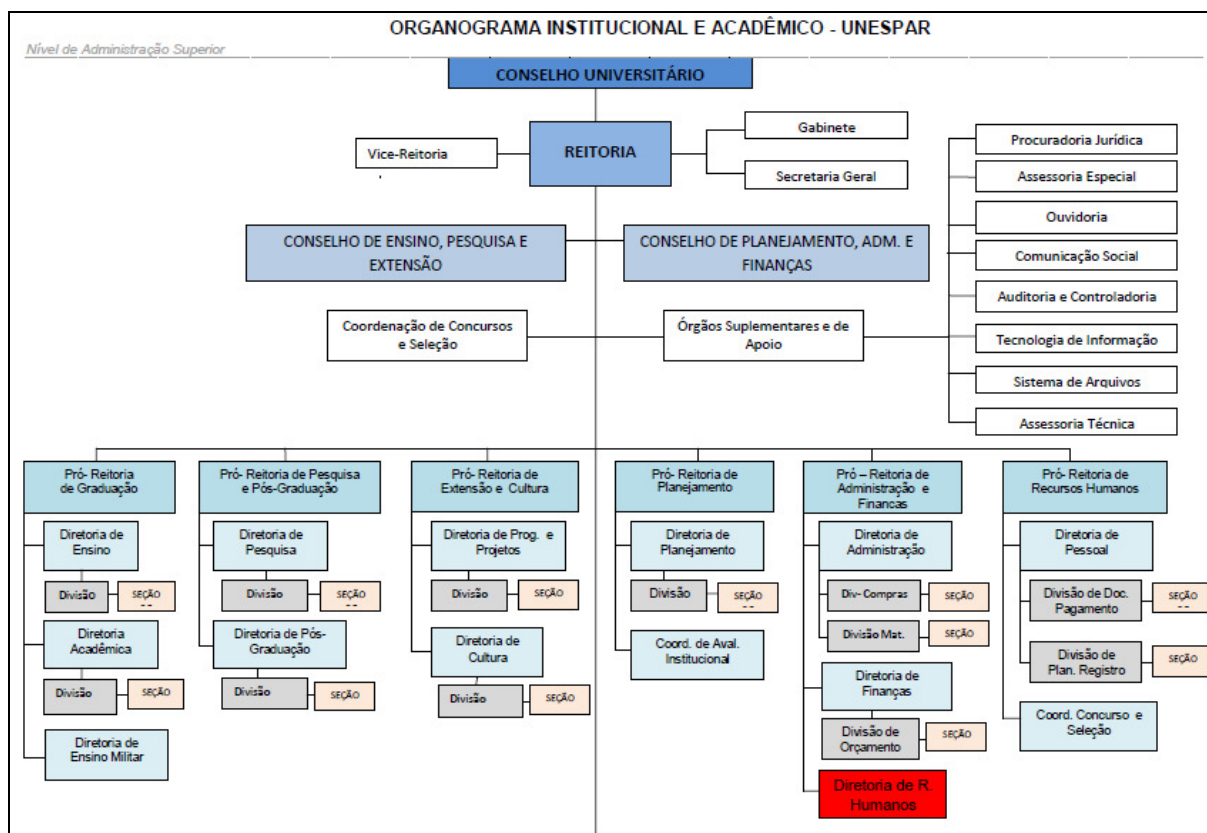 ORGANOGRAMA INSTITUCIONAL E ACADÊMICO - UNESPAR
Nível de Administração Superior
CONSELHO UNIVERSITÁRIO
Vice-Reitoria
REITORIA
Gabinete
Secretaria Geral
CONSELHO DE ENSINO, PESQUISA E
EXTENSÃO
CONSELHO DE PLANEJAMENTO, ADM. E
FINANÇAS
Coordenação de Concursos
e Seleção
Órgãos Suplementares e de
Apoio
Procuradoria Jurídica
Assessoria Especial
Ouvidoria
Comunicação Social
Auditoria e Controladoria
Tecnologia de Informação
Sistema de Arquivos
Assessoria Técnica
Pró- Reitoria
de Graduação
Diretoria de
Ensino
Divisão
SEÇÃO
Diretoria
Acadêmica
Divisão
SEÇÃO
Diretoria de
Ensino Militar
Pró- Reitoria de Pesquisa
e Pós-Graduação
Diretoria de
Pesquisa
Divisão
SEÇÃO
Diretoria de Pós-
Graduação
Divisão
SEÇÃO
Pró- Reitoria de
Extensão e Cultura
Diretoria de Prog. e
Projetos
Divisão
SEÇÃO
Diretoria de
Cultura
Divisão
SEÇÃO
Pró- Reitoria de
Planejamento
Diretoria de
Planejamento
Divisão
SEÇÃO
Coord. de Aval.
Institucional
Pró – Reitoria de
Administração e
Financas
Diretoria de
Administração
Div- Compras
SEÇÃO
Divisão Mat.
SEÇÃO
Diretoria de
Finanças
Divisão de
Orçamento
SEÇÃO
Diretoria de R.
Humanos
Pró- Reitoria de
Recursos Humanos
Diretoria de
Pessoal
Divisão de Doc.
Pagamento
SEÇÃO
Divisão de
Plan. Registro
SEÇÃO
Coord. Concurso e
Seleção